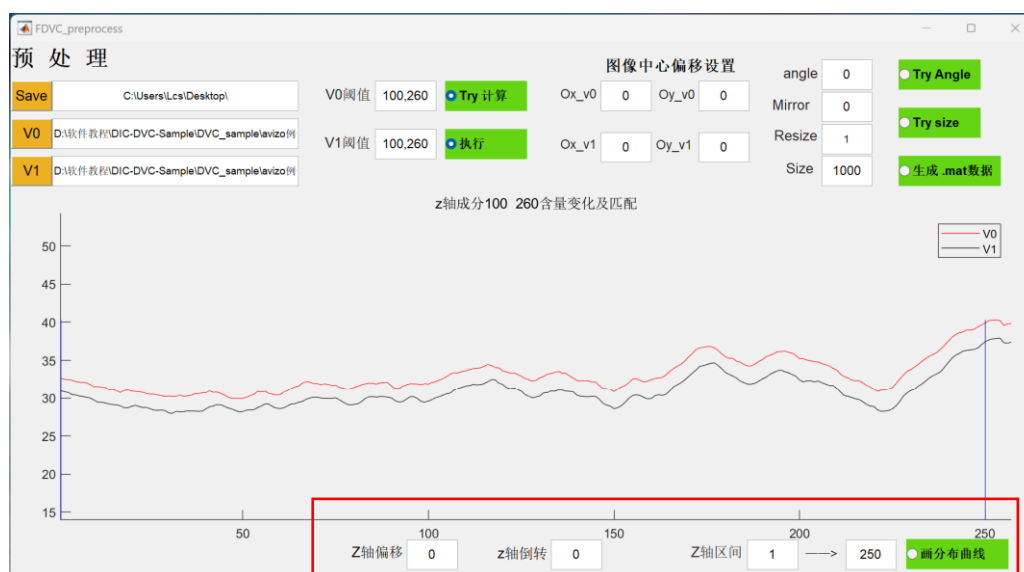 FDVC_preprocess
预 处 理
Save C:\Users\Lcs\Desktop\
V0 D:\软件教程\DIC-DVC-Sample\DVC_sample\avizo例
V1 D:\软件教程\DIC-DVC-Sample\DVC_sample\avizo例
V0阈值 100,260 Try 计算
V1阈值 100,260 执行
图像中心偏移设置
Ox_v0 0 Oy_v0 0
Ox_v1 0 Oy_v1 0
angle 0
Mirror 0
Resize 1
Size 1000
Try Angle
Try size
生成 .mat数据
z轴成分100 260含量变化及匹配
V0
V1
50
45
40
35
30
25
20
15
50 100 150 200 250
Z轴偏移 0 z轴倒转 0 Z轴区间 1 ——> 250 画分布曲线